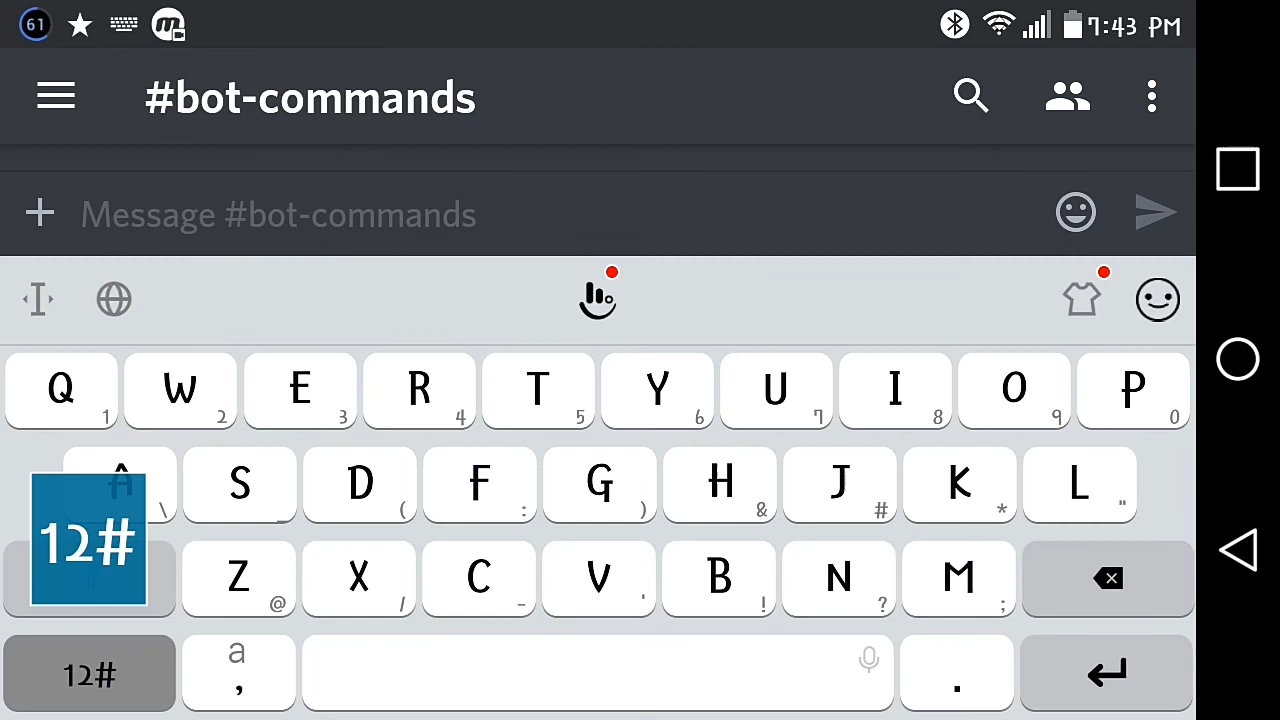 61 7:43 PM
#bot-commands
Message #bot-commands
Q 1 W 2 E 3 R 4 T 5 Y 6 U 7 I 8 O 9 P 0
A \ S _ D ( F : G ) H & J # K * L "
12#
Z @ X / C - V ' B ! N ? M ;
12# a , .